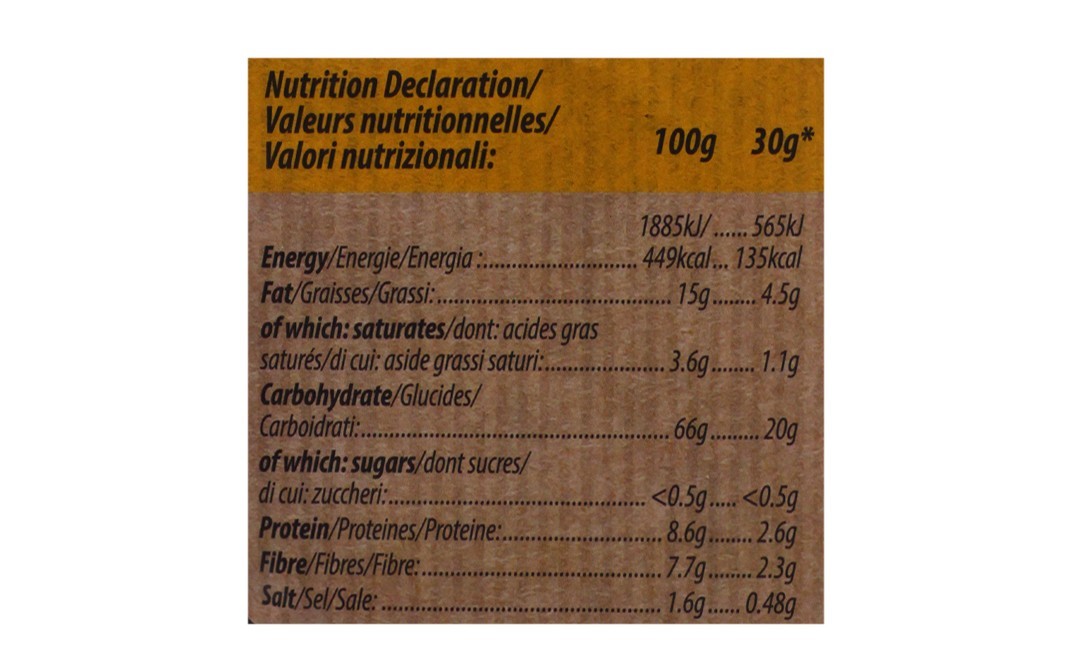 Nutrition Declaration/
Valeurs nutritionnelles/
Valori nutrizionali:
100g 30g*
1885kJ/ ...... 565kJ
Energy/Energie/Energia :............................ 449kcal... 135kcal
Fat/Graisses/Grassi:.......................................... 15g........ 4.5g
of which: saturates/dont: acides gras
saturés/di cui: aside grassi saturi:..................... 3.6g........ 1.1g
Carbohydrate/Glucides/
Carboidrati:........................................................ 66g......... 20g
of which: sugars/dont sucres/
di cui: zuccheri:.............................................. <0.5g..... <0.5g
Protein/Proteines/Proteine:............................ 8.6g........ 2.6g
Fibre/Fibres/Fibre:............................................ 7.7g........ 2.3g
Salt/Sel/Sale: ................................................. 1.6g...... 0.48g